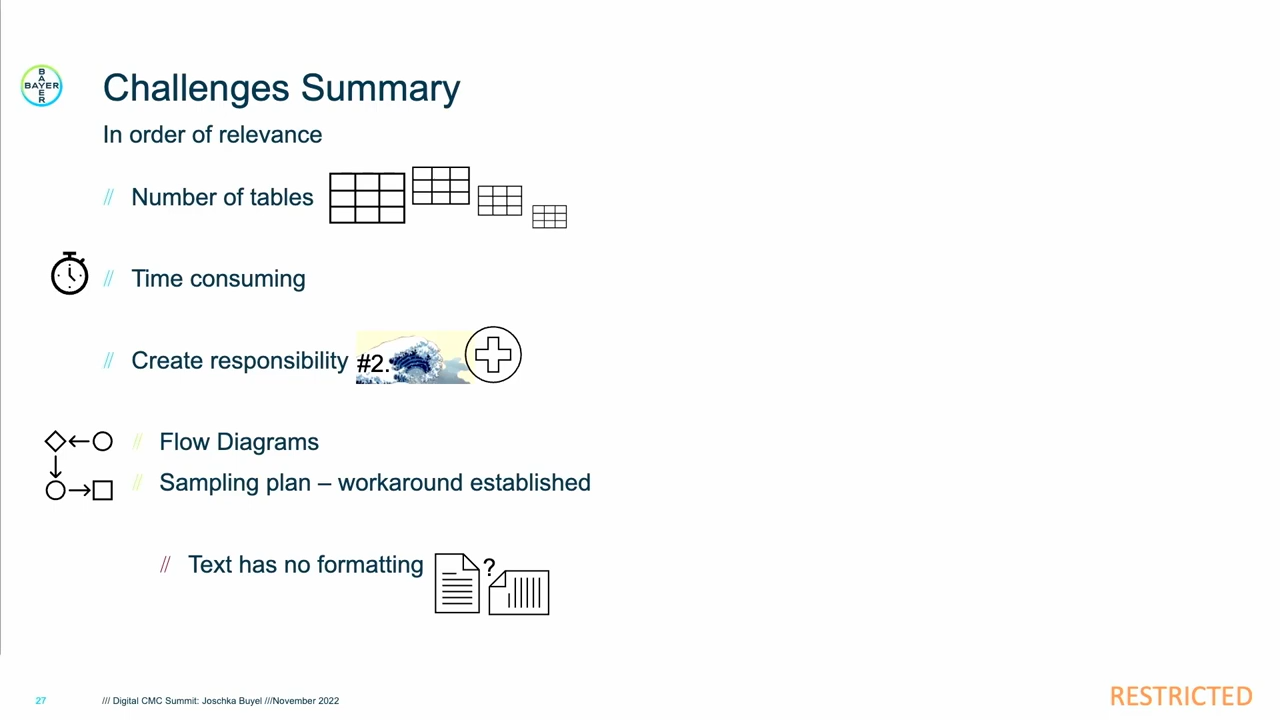 BAYER
BAYER
Challenges Summary
In order of relevance
// Number of tables
// Time consuming
// Create responsibility #2.
// Flow Diagrams
// Sampling plan – workaround established
// Text has no formatting ?
27 /// Digital CMC Summit: Joschka Buyel ///November 2022
RESTRICTED